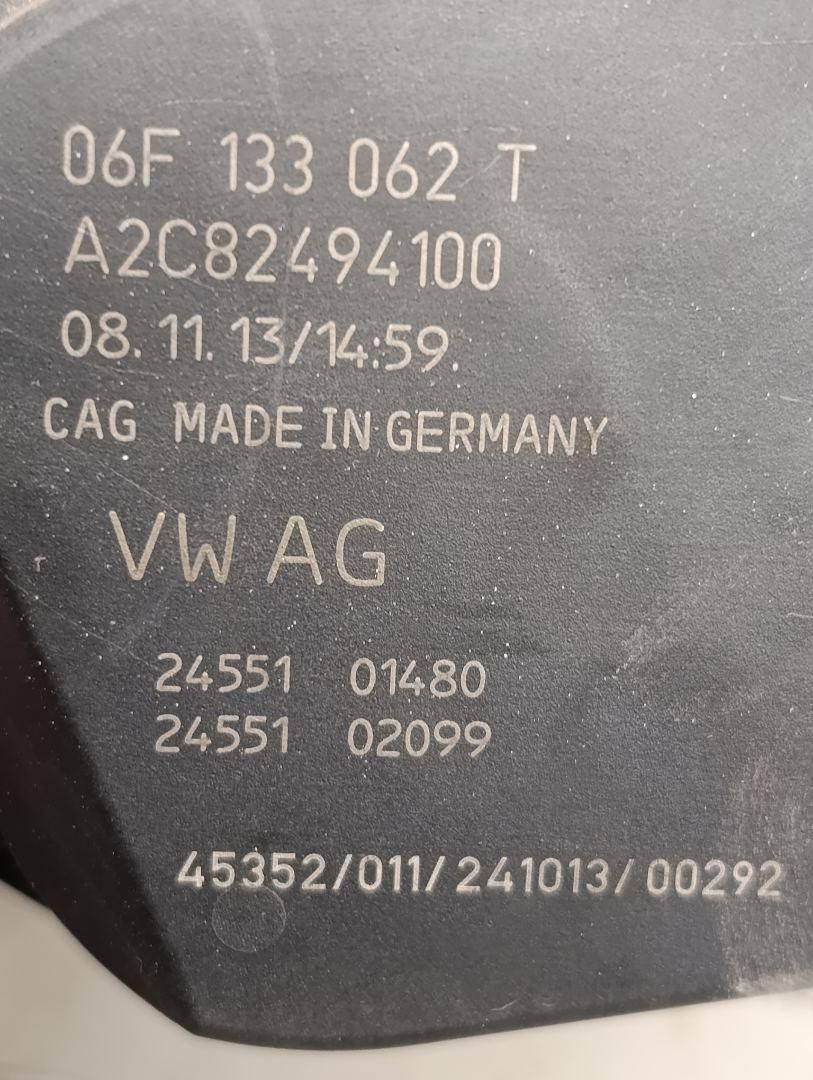 06F 133 062 T
A2C82494100
08.11.13/14:59.
CAG MADE IN GERMANY
VW AG
24551 01480
24551 02099
45352/011/241013/00292